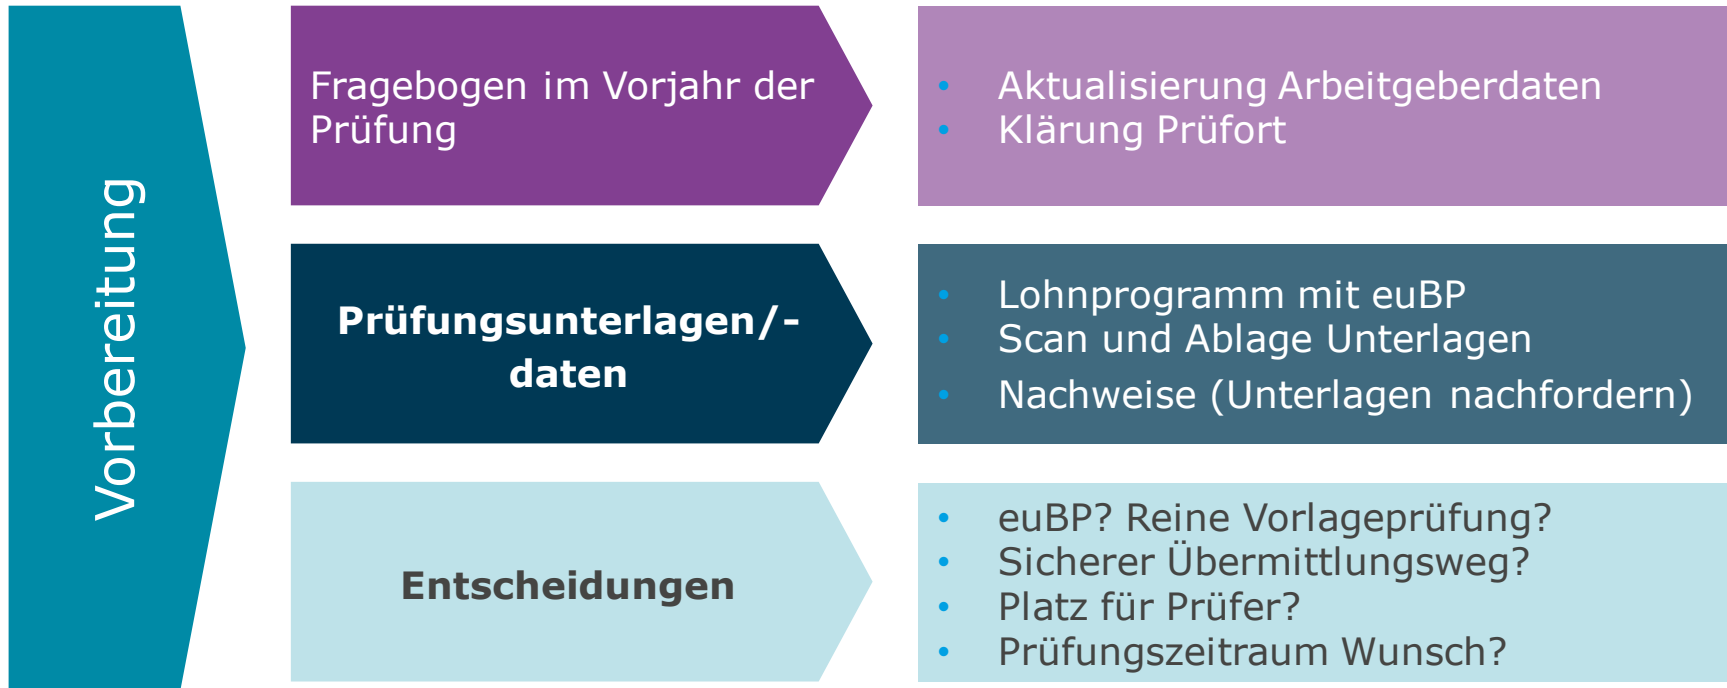 Vorbereitung
Fragebogen im Vorjahr der
Prüfung
• Aktualisierung Arbeitgeberdaten
• Klärung Prüfort
Prüfungsunterlagen/-
daten
• Lohnprogramm mit euBP
• Scan und Ablage Unterlagen
• Nachweise (Unterlagen nachfordern)
Entscheidungen
• euBP? Reine Vorlageprüfung?
• Sicherer Übermittlungsweg?
• Platz für Prüfer?
• Prüfungszeitraum Wunsch?